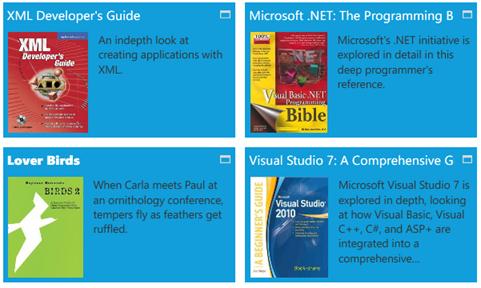 XML Developer's Guide
XML
Developer's
Guide
An indepth look at
creating applications with
XML.
Microsoft .NET: The Programming B
Visual Basic .NET
Programming
Bible
Microsoft's .NET initiative is
explored in detail in this
deep programmer's
reference.
Lover Birds
BIRDS 2
When Carla meets Paul at
an ornithology conference,
tempers fly as feathers get
ruffled.
Visual Studio 7: A Comprehensive G
A BEGINNER'S GUIDE
Microsoft
Visual Studio
2010
Microsoft Visual Studio 7 is
explored in depth, looking
at how Visual Basic, Visual
C++, C#, and ASP+ are
integrated into a
comprehensive...